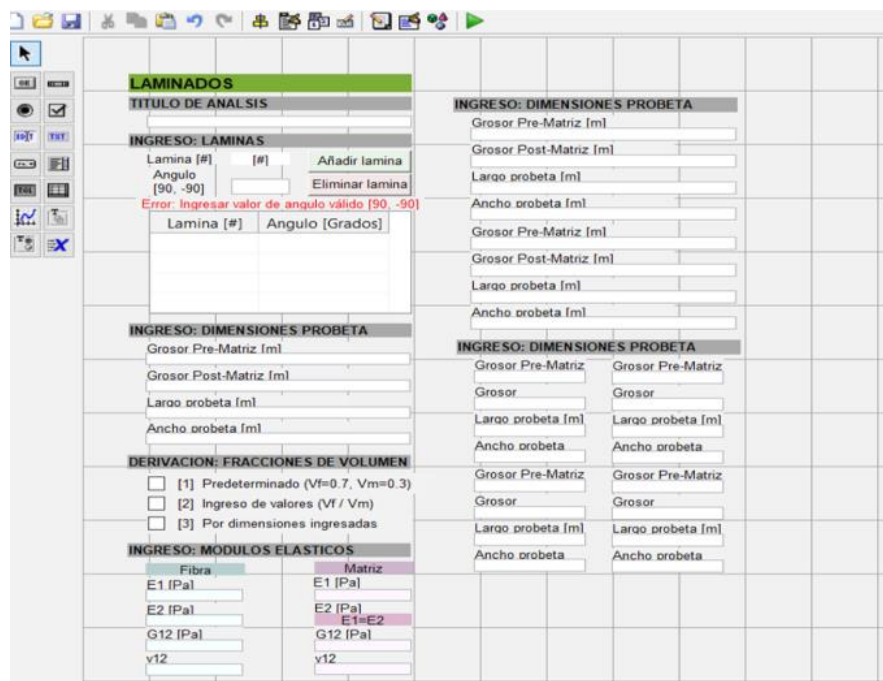 LAMINADOS
TITULO DE ANALSIS
INGRESO: LAMINAS
Lamina [#] [#] Añadir lamina
Angulo
[90, -90] Eliminar lamina
Error: Ingresar valor de angulo válido [90, -90]
Lamina [#] Angulo [Grados]
INGRESO: DIMENSIONES PROBETA
Grosor Pre-Matriz [m]
Grosor Post-Matriz [m]
Largo probeta [m]
Ancho probeta [m]
DERIVACION: FRACCIONES DE VOLUMEN
[1] Predeterminado (Vf=0.7, Vm=0.3)
[2] Ingreso de valores (Vf / Vm)
[3] Por dimensiones ingresadas
INGRESO: MODULOS ELASTICOS
Fibra Matriz
E1 [Pa] E1 [Pa]
E2 [Pa] E2 [Pa]
E1=E2
G12 [Pa] G12 [Pa]
v12 v12
INGRESO: DIMENSIONES PROBETA
Grosor Pre-Matriz [m]
Grosor Post-Matriz [m]
Largo probeta [m]
Ancho probeta [m]
Grosor Pre-Matriz [m]
Grosor Post-Matriz [m]
Largo probeta [m]
Ancho probeta [m]
INGRESO: DIMENSIONES PROBETA
Grosor Pre-Matriz Grosor Pre-Matriz
Grosor Grosor
Largo probeta [m] Largo probeta [m]
Ancho probeta Ancho probeta
Grosor Pre-Matriz Grosor Pre-Matriz
Grosor Grosor
Largo probeta [m] Largo probeta [m]
Ancho probeta Ancho probeta